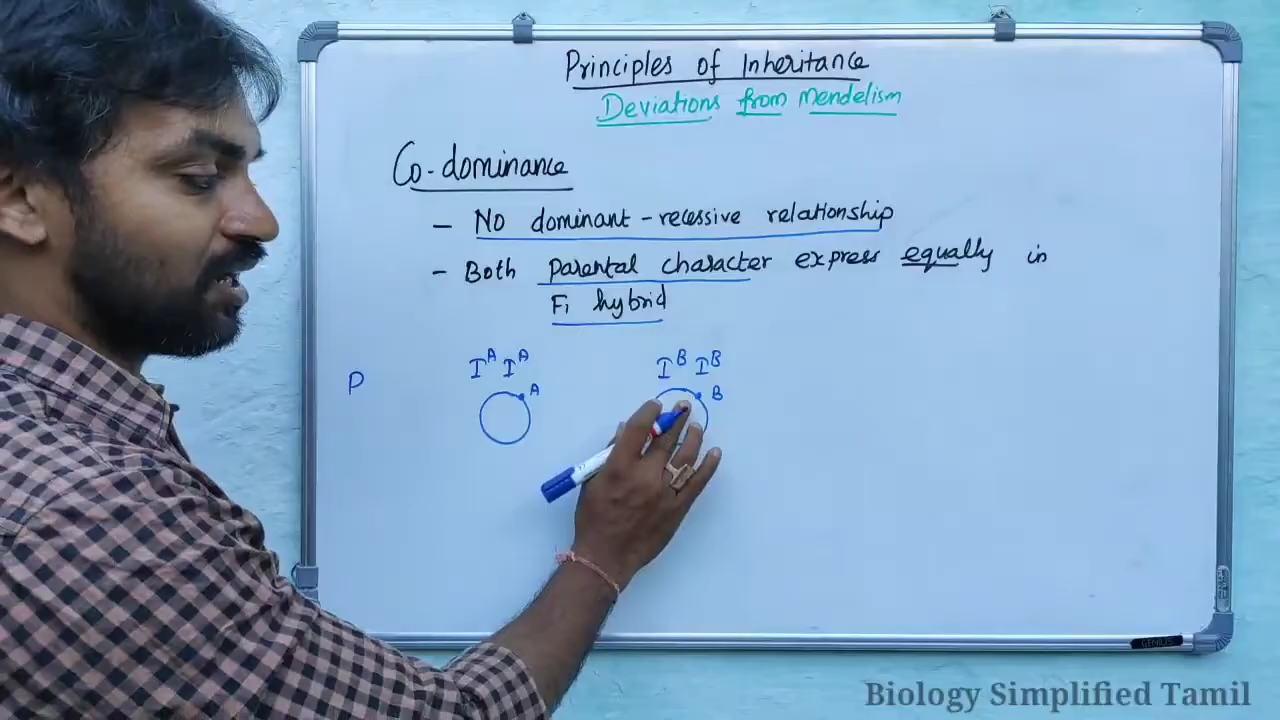 Principles of Inheritance
Deviations from Mendelism
Co-dominance
- No dominant-recessive relationship
- Both parental character express equally in
F₁ hybrid
P Iᴬ Iᴬ Iᴮ Iᴮ
A B
GENIUS
Biology Simplified Tamil